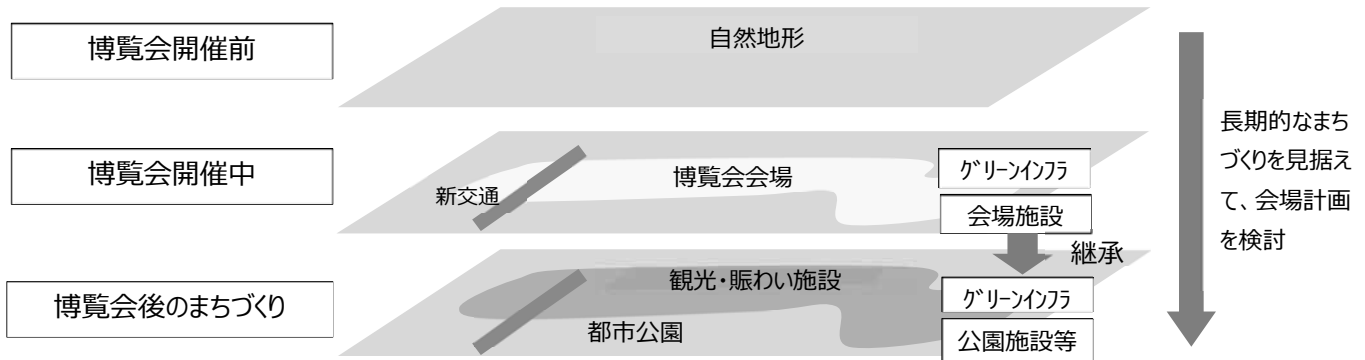 博覧会開催前
自然地形
博覧会開催中
新交通
博覧会会場
グリーンインフラ
会場施設
継承
博覧会後のまちづくり
観光・賑わい施設
都市公園
グリーンインフラ
公園施設等
長期的なまち
づくりを見据え
て、会場計画
を検討